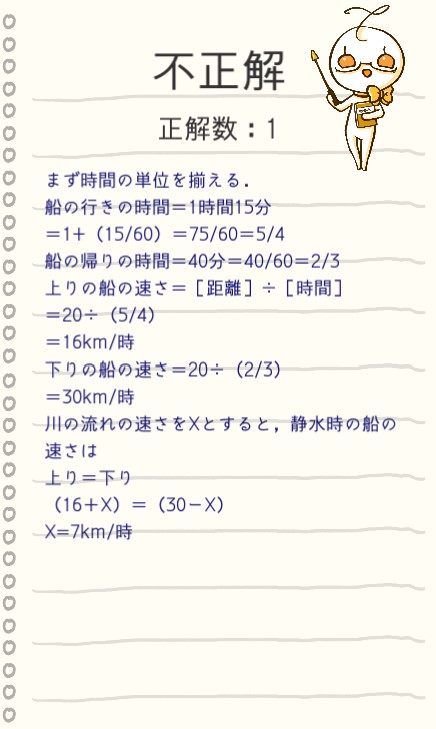 不正解
正解数：1
まず時間の単位を揃える．
船の行きの時間＝1時間15分
＝1＋（15/60）＝75/60＝5/4
船の帰りの時間＝40分＝40/60＝2/3
上りの船の速さ＝［距離］÷［時間］
＝20÷（5/4）
＝16km/時
下りの船の速さ＝20÷（2/3）
＝30km/時
川の流れの速さをXとすると，静水時の船の
速さは
上り＝下り
（16＋X）＝（30－X）
X=7km/時